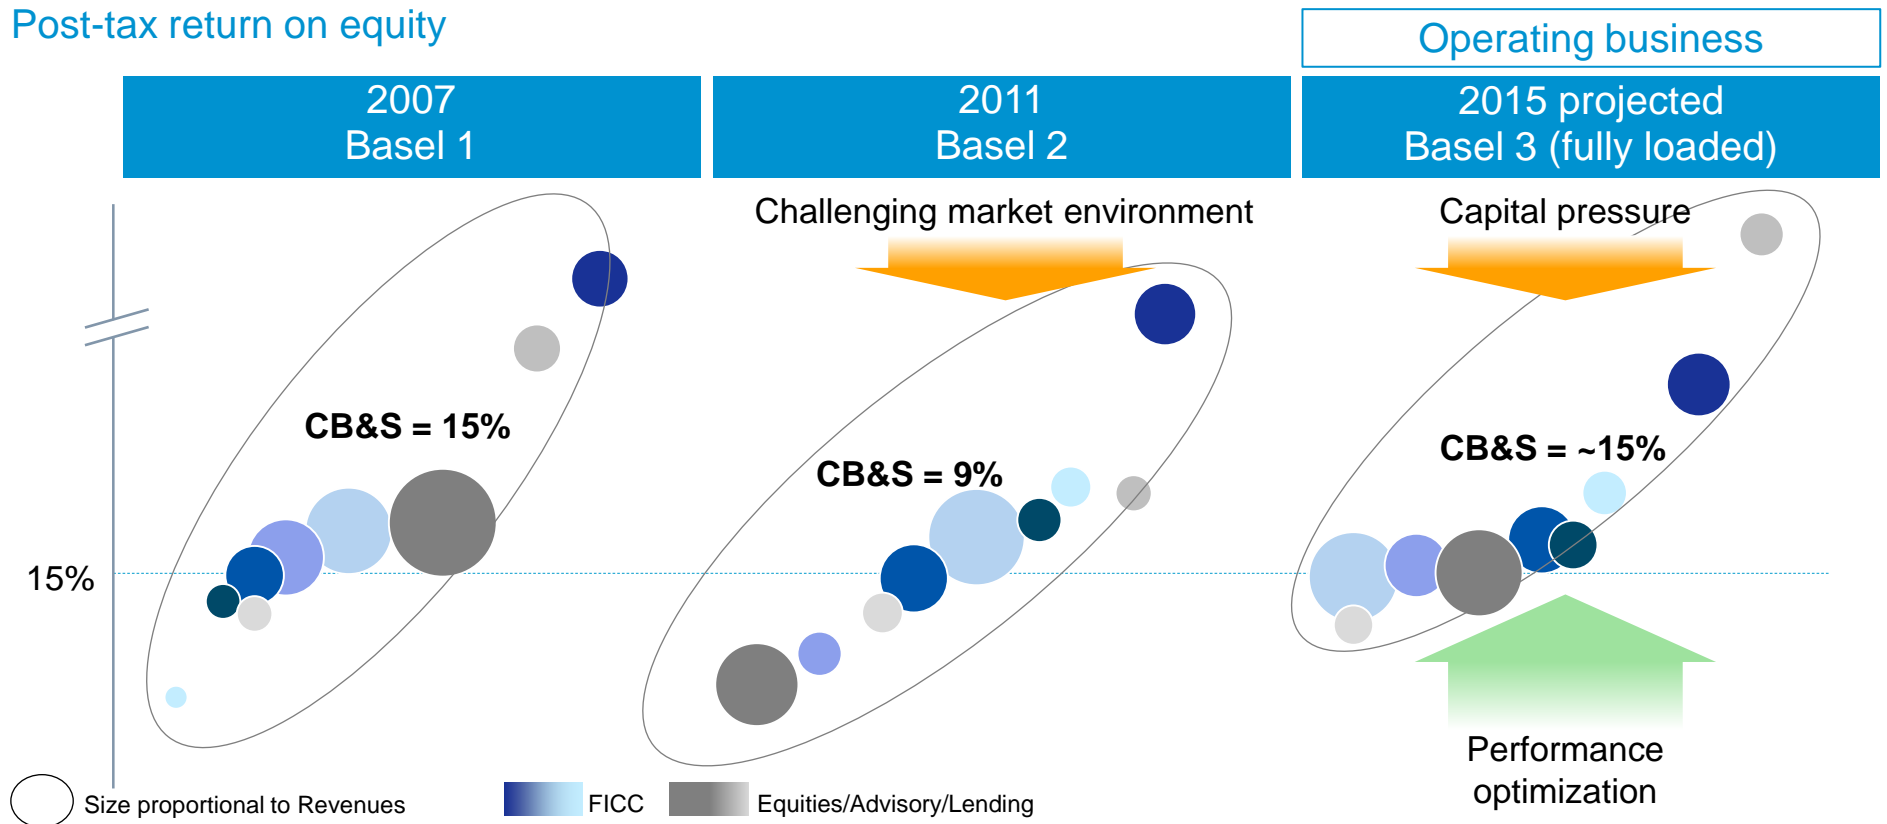 Post-tax return on equity
Operating business
2007
Basel 1
2011
Basel 2
2015 projected
Basel 3 (fully loaded)
Challenging market environment
Capital pressure
CB&S = 15%
CB&S = 9%
CB&S = ~15%
15%
Performance
optimization
Size proportional to Revenues
FICC
Equities/Advisory/Lending